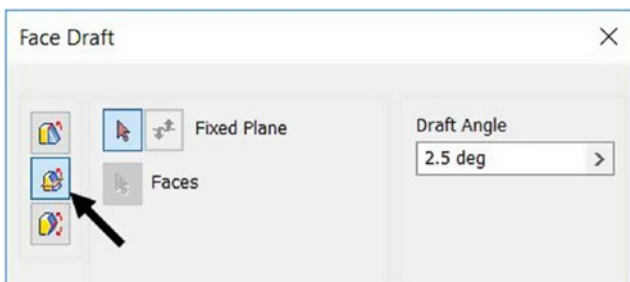 Face Draft
Fixed Plane
Faces
Draft Angle
2.5 deg